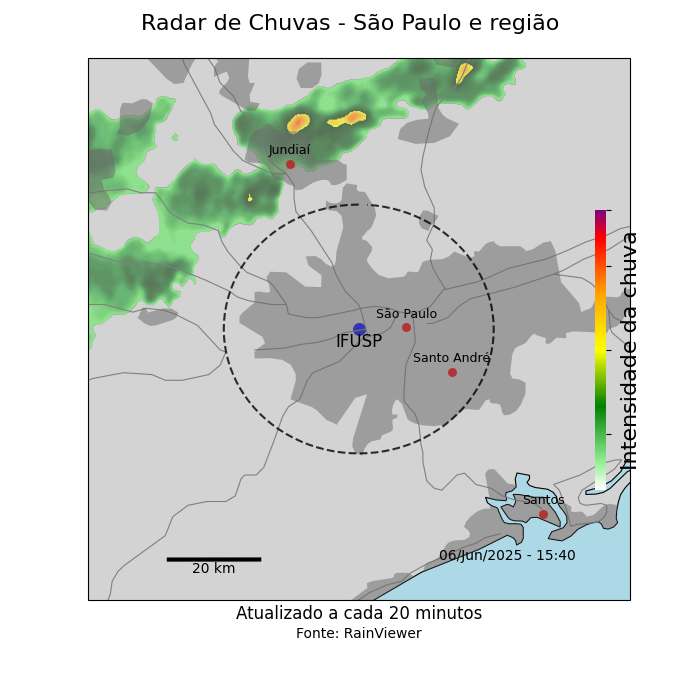 Radar de Chuvas - São Paulo e região
Jundiaí
São Paulo
IFUSP
Santo André
Intensidade da chuva
Santos
06/Jun/2025 - 15:40
20 km
Atualizado a cada 20 minutos
Fonte: RainViewer